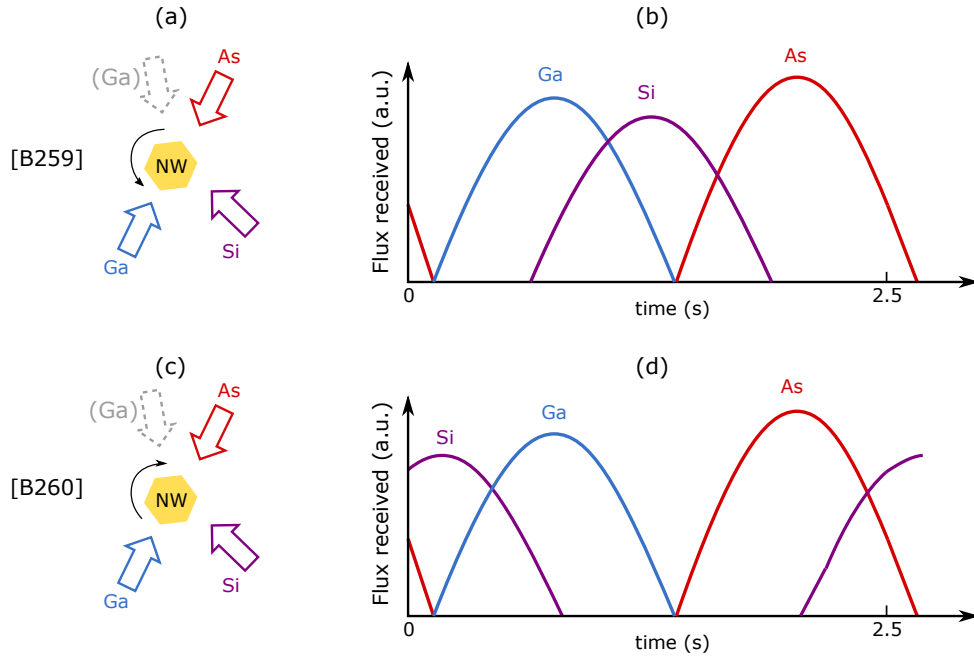 (a)
(Ga)
As
[B259]
NW
Ga
Si
(b)
Flux received (a.u.)
Ga
Si
As
0
2.5
time (s)
(c)
(Ga)
As
[B260]
NW
Ga
Si
(d)
Flux received (a.u.)
Si
Ga
As
0
2.5
time (s)